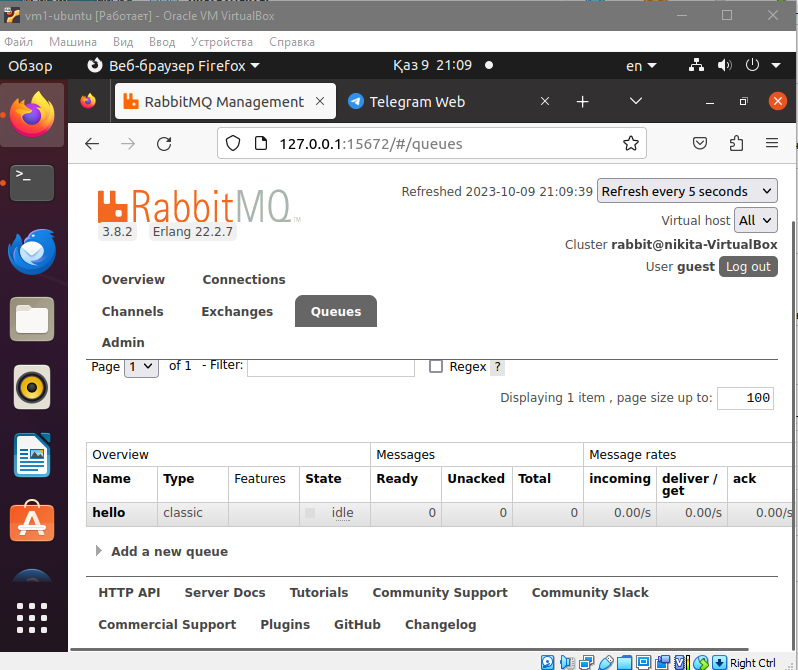 vm1-ubuntu [Работает] - Oracle VM VirtualBox
Файл Машина Вид Ввод Устройства Справка
Обзор Веб-браузер Firefox Қаз 9 21:09 en
RabbitMQ Management Telegram Web
127.0.0.1:15672/#/queues
RabbitMQ TM
3.8.2 Erlang 22.2.7
Refreshed 2023-10-09 21:09:39 Refresh every 5 seconds
Virtual host All
Cluster rabbit@nikita-VirtualBox
User guest Log out
Overview Connections
Channels Exchanges Queues
Admin
Page 1 of 1 - Filter: Regex ?
Displaying 1 item , page size up to: 100
Overview Messages Message rates
Name Type Features State Ready Unacked Total incoming deliver / get ack
hello classic idle 0 0 0 0.00/s 0.00/s 0.00/s
Add a new queue
HTTP API Server Docs Tutorials Community Support Community Slack
Commercial Support Plugins GitHub Changelog
Right Ctrl